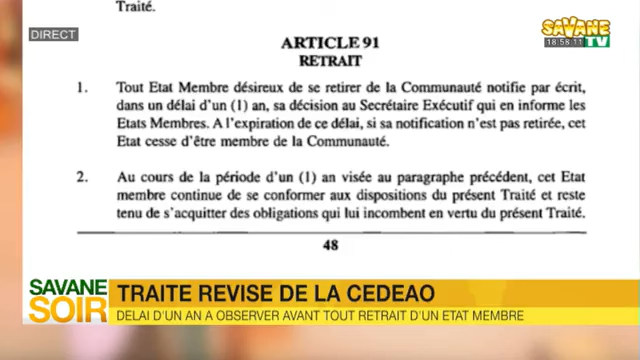 Traité.
DIRECT
SAVANE
TV
18:58:11
ARTICLE 91
RETRAIT
1. Tout Etat Membre désireux de se retirer de la Communauté notifie par écrit,
dans un délai d'un (1) an, sa décision au Secrétaire Exécutif qui en informe les
Etats Membres. A l'expiration de ce délai, si sa notification n'est pas retirée, cet
Etat cesse d'être membre de la Communauté.
2. Au cours de la période d'un (1) an visée au paragraphe précédent, cet Etat
membre continue de se conformer aux dispositions du présent Traité et reste
tenu de s'acquitter des obligations qui lui incombent en vertu du présent Traité.
48
SAVANE
SOIR
TRAITE REVISE DE LA CEDEAO
DELAI D'UN AN A OBSERVER AVANT TOUT RETRAIT D'UN ETAT MEMBRE